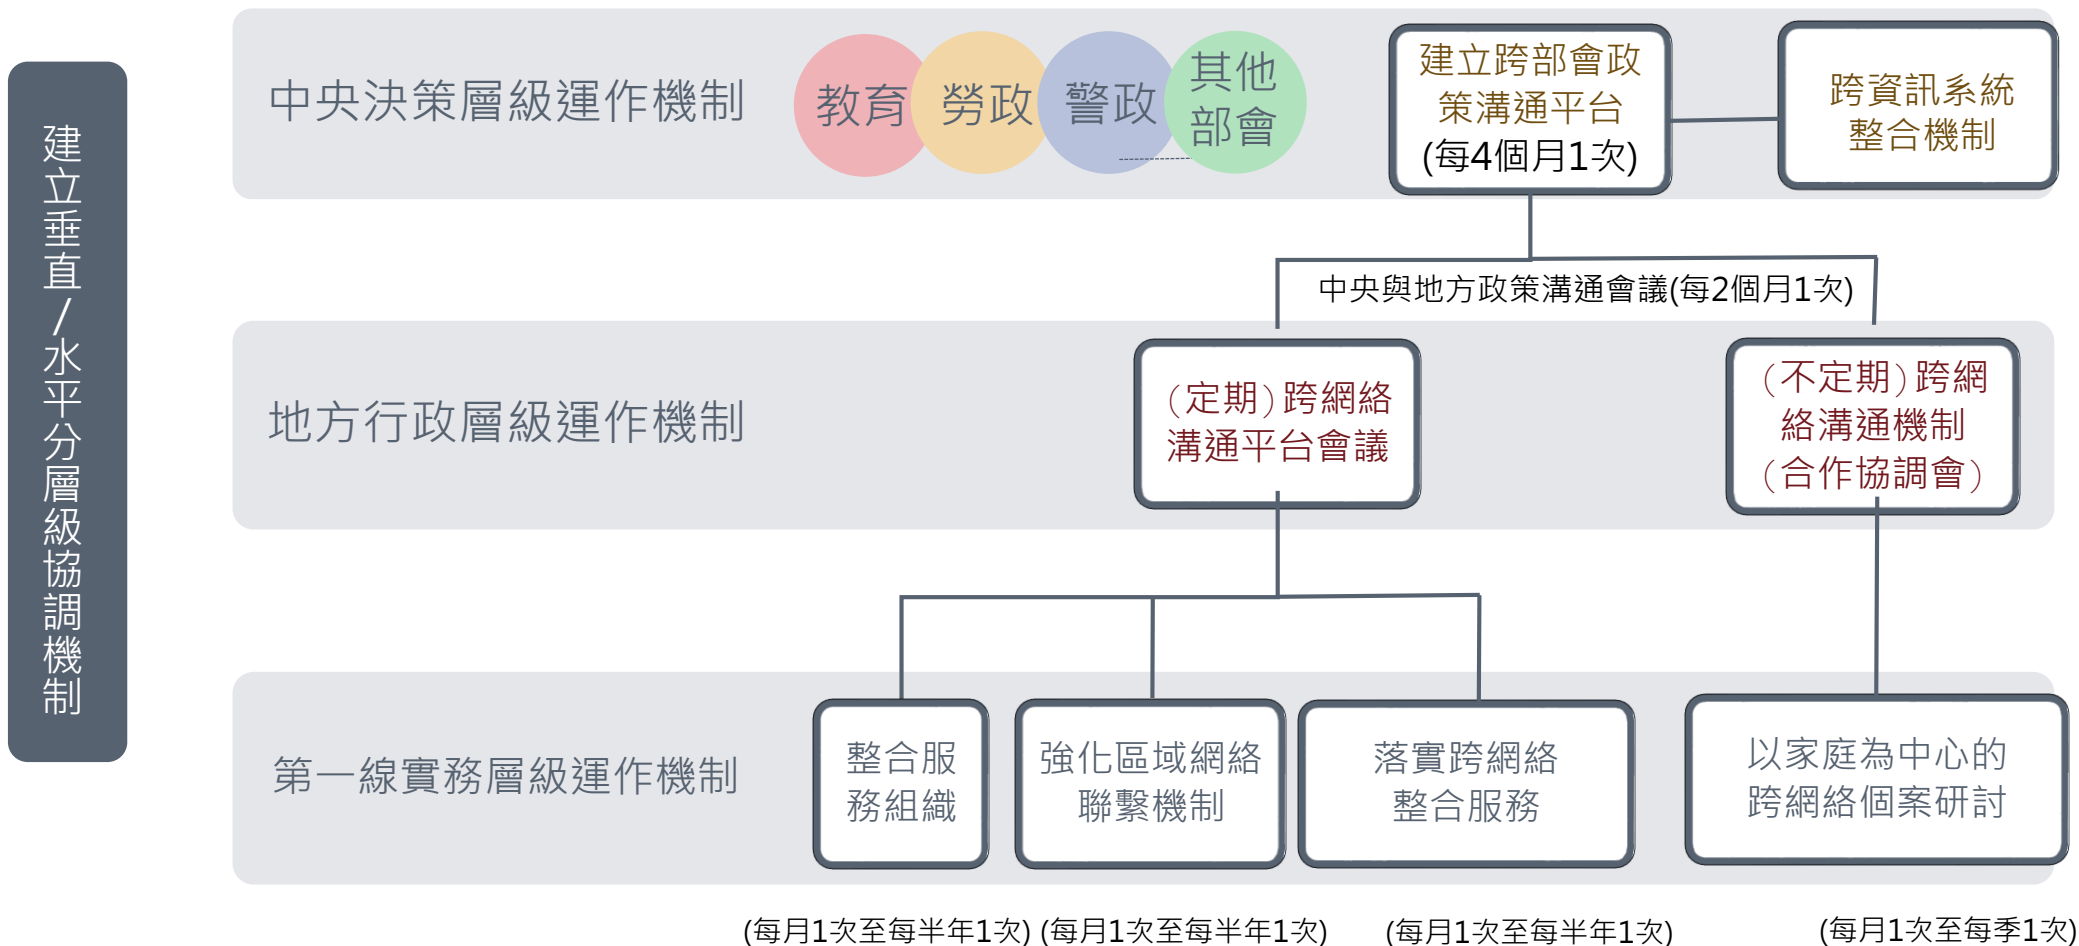 建立垂直/水平分層級協調機制
中央決策層級運作機制
教育
勞政
警政
其他
部會
建立跨部會政
策溝通平台
(每4個月1次)
跨資訊系統
整合機制
中央與地方政策溝通會議(每2個月1次)
地方行政層級運作機制
(定期)跨網絡
溝通平台會議
(不定期)跨網
絡溝通機制
(合作協調會)
第一線實務層級運作機制
整合服
務組織
強化區域網絡
聯繫機制
落實跨網絡
整合服務
以家庭為中心的
跨網絡個案研討
(每月1次至每半年1次)
(每月1次至每半年1次)
(每月1次至每半年1次)
(每月1次至每季1次)